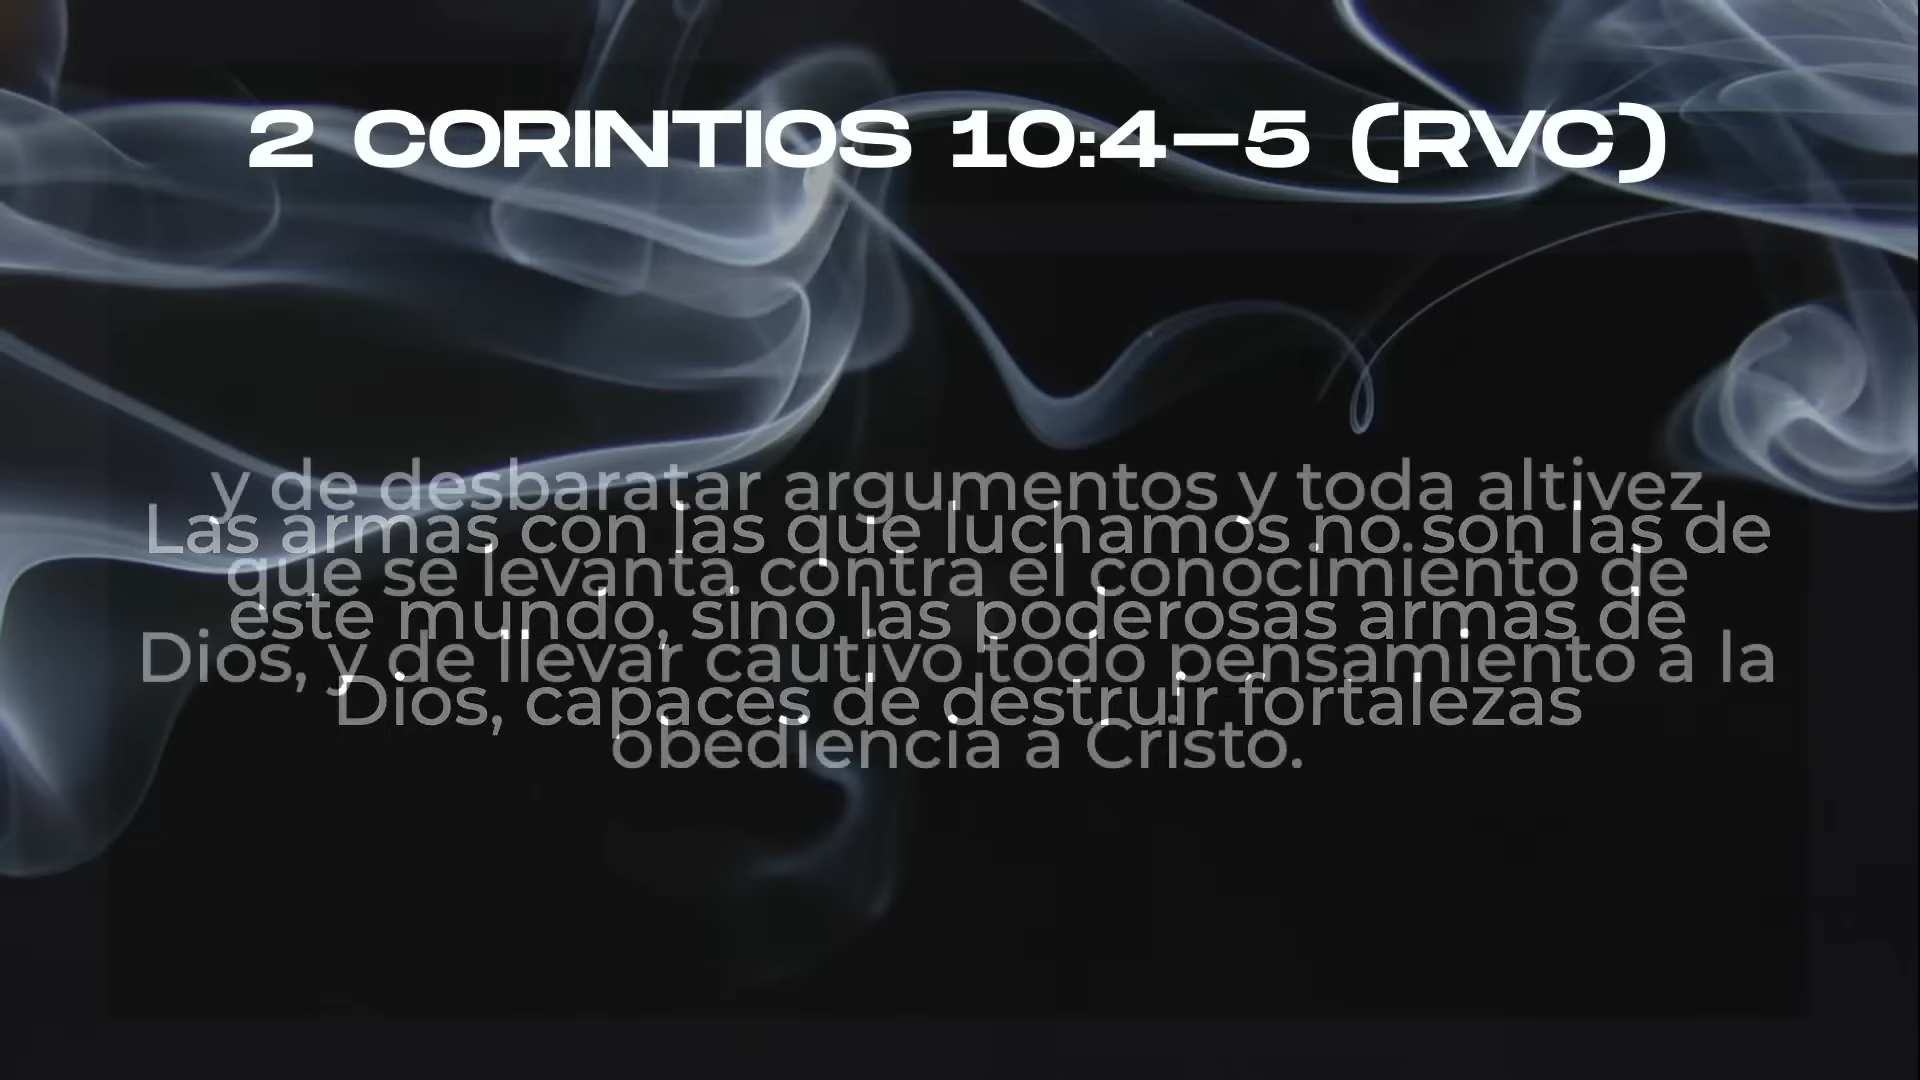 2 CORINTIOS 10:4–5 (RVC)
Las armas con las que luchamos no son las de
este mundo, sino las poderosas armas de
Dios, capaces de destruir fortalezas
y de desbaratar argumentos y toda altivez
que se levanta contra el conocimiento de
Dios, y de llevar cautivo todo pensamiento a la
obediencia a Cristo.